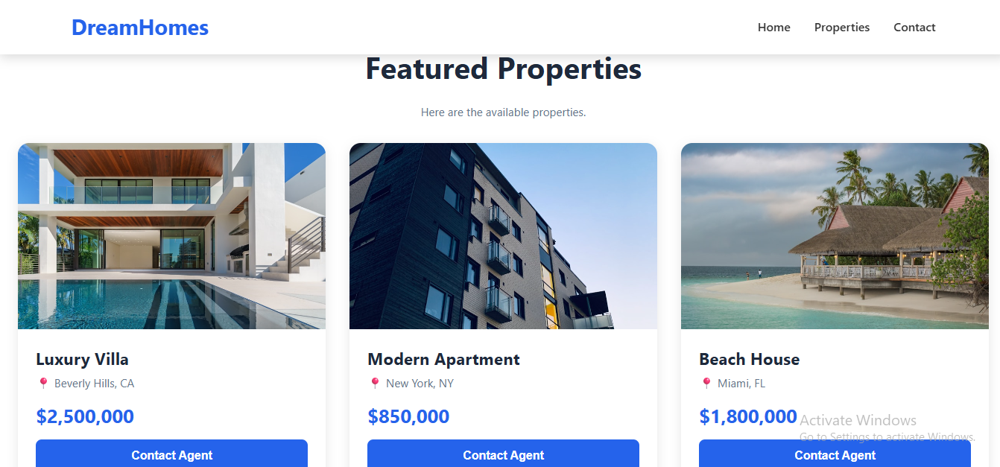 DreamHomes
Home Properties Contact
Featured Properties
Here are the available properties.
Luxury Villa
Beverly Hills, CA
$2,500,000
Contact Agent
Modern Apartment
New York, NY
$850,000
Contact Agent
Beach House
Miami, FL
$1,800,000
Contact Agent
Activate Windows
Go to Settings to activate Windows.